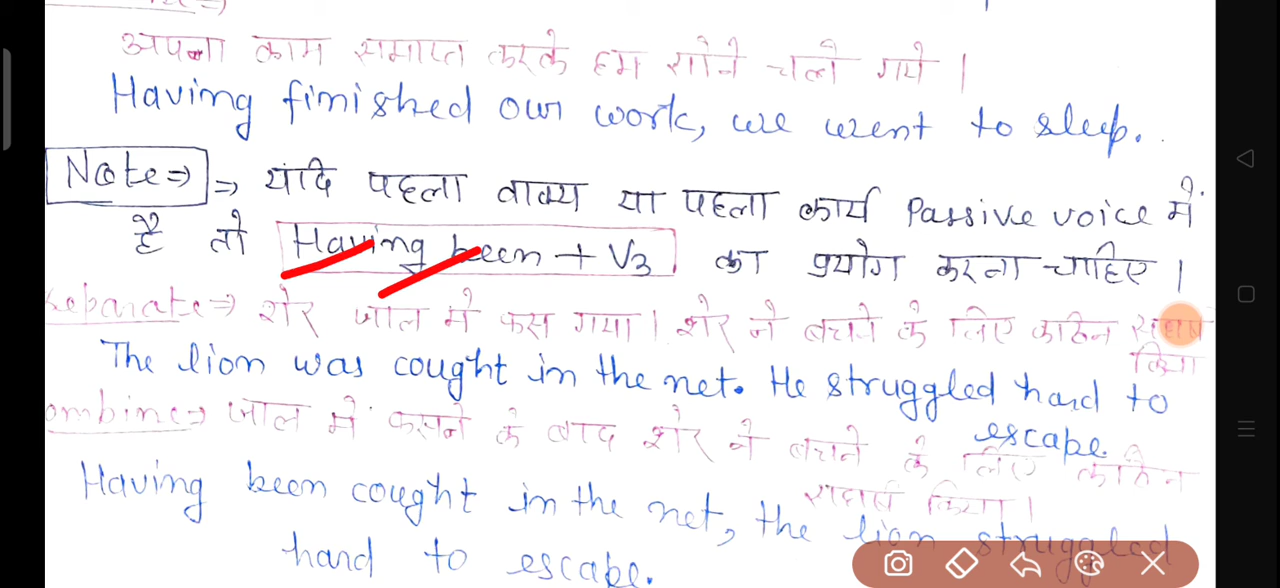 अपना काम समाप्त करके हम सोने चले गये।
Having finished our work, we went to sleep.
Note⇒ ⇒ यदि पहला वाक्य या पहला कार्य Passive voice में
है तो Having been + V3 का प्रयोग करना चाहिए।
separate⇒ शेर जाल में फस गया। शेर ने बचने के लिए कठिन संघर्ष
किया
The lion was cought in the net. He struggled hard to
escape.
ombine⇒ जाल में फसने के बाद शेर ने बचने के लिए कठिन
संघर्ष किया।
Having been cought in the net, the lion struggled
hard to escape.